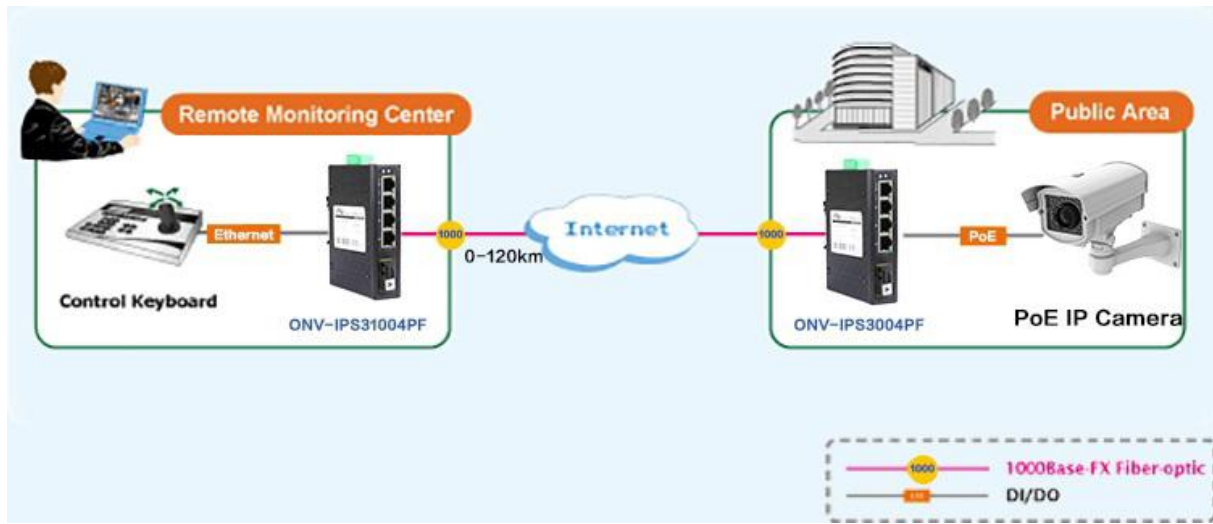 Remote Monitoring Center
Public Area
Ethernet
1000
0-120km
Internet
1000
PoE
Control Keyboard
ONV-IPS31004PF
ONV-IPS3004PF
PoE IP Camera
1000
1000Base-FX Fiber-optic
DI/DO